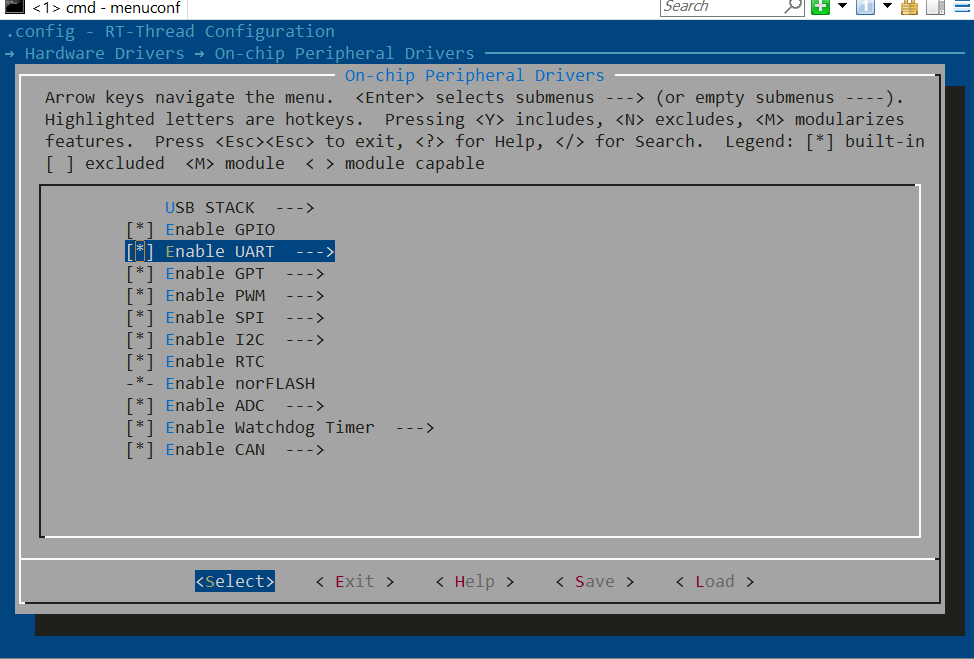 <1> cmd - menuconf
Search
.config - RT-Thread Configuration
→ Hardware Drivers → On-chip Peripheral Drivers
On-chip Peripheral Drivers
Arrow keys navigate the menu.  <Enter> selects submenus ---> (or empty submenus ----).
Highlighted letters are hotkeys.  Pressing <Y> includes, <N> excludes, <M> modularizes
features.  Press <Esc><Esc> to exit, <?> for Help, </> for Search.  Legend: [*] built-in
[ ] excluded  <M> module  < > module capable
USB STACK  --->
[*] Enable GPIO
[*] Enable UART  --->
[*] Enable GPT  --->
[*] Enable PWM  --->
[*] Enable SPI  --->
[*] Enable I2C  --->
[*] Enable RTC
-*- Enable norFLASH
[*] Enable ADC  --->
[*] Enable Watchdog Timer  --->
[*] Enable CAN  --->
<Select>    < Exit >    < Help >    < Save >    < Load >